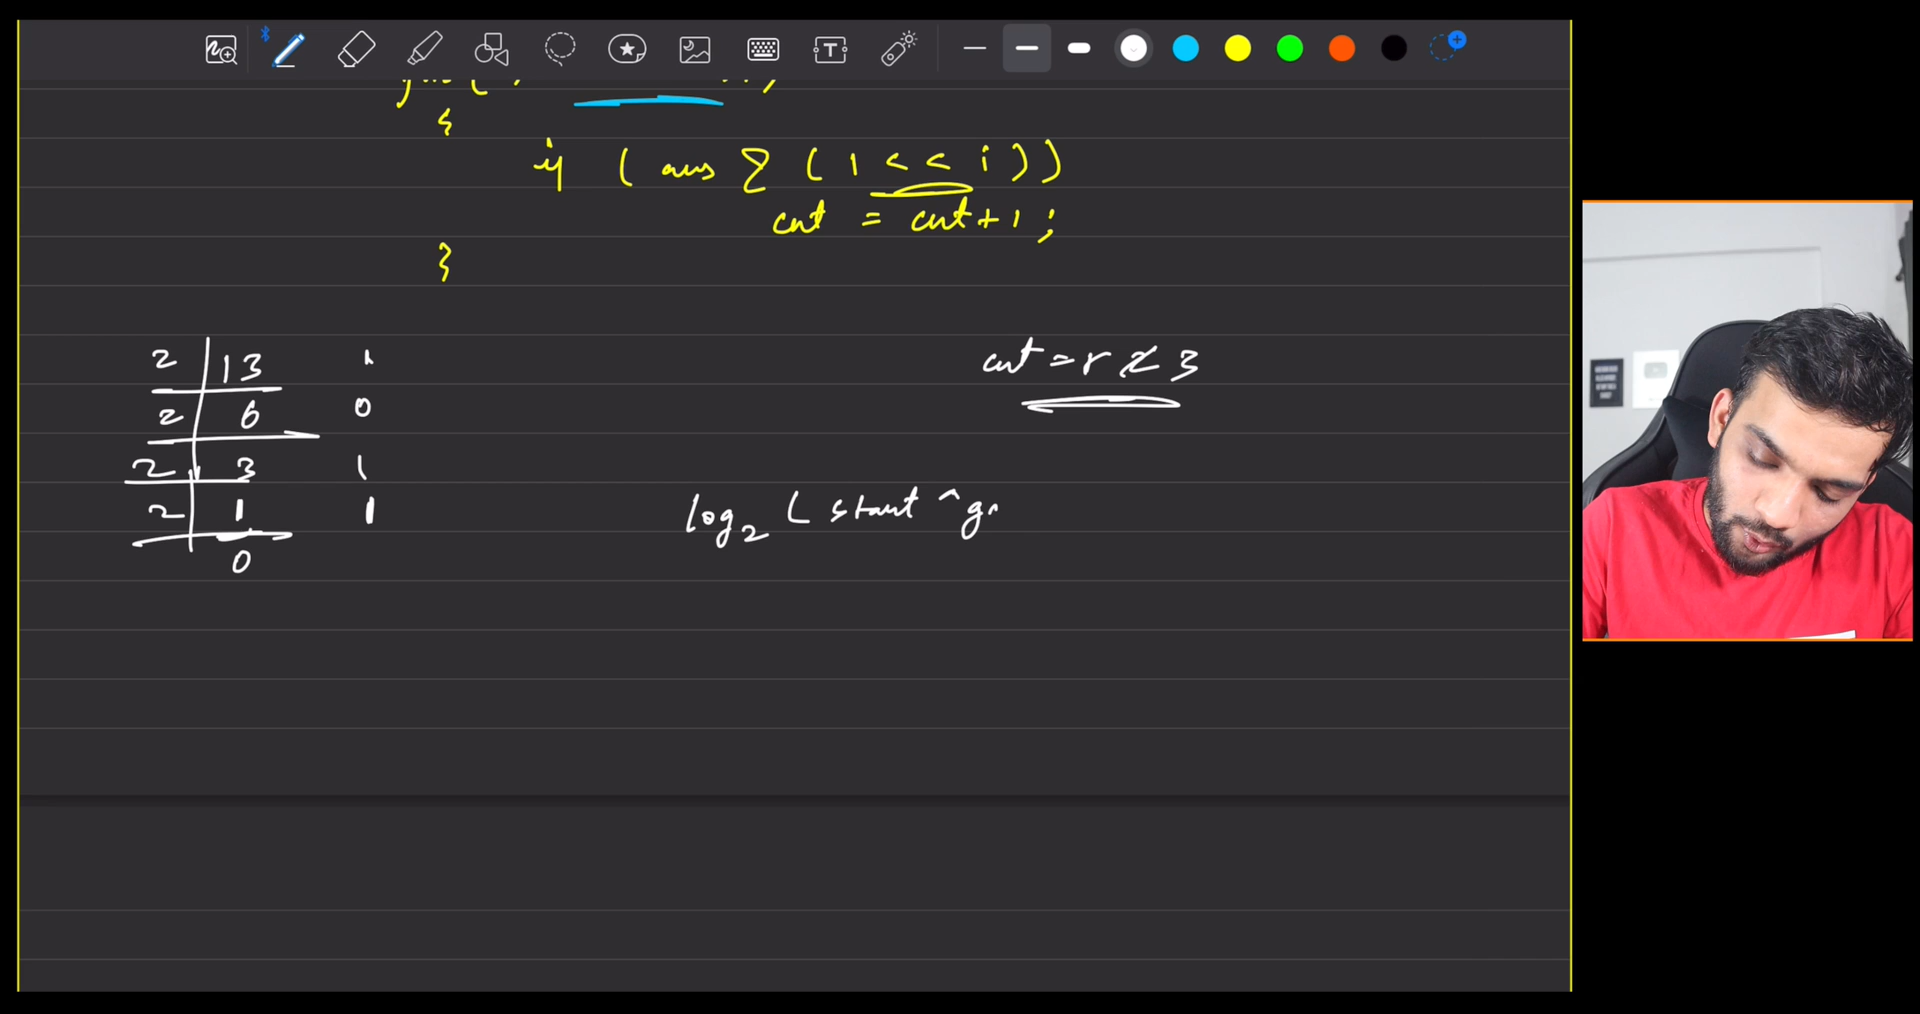 {
if ( ans & ( 1 < < i ) )
cnt = cnt + 1 ;
}
2 13 1
2 6 0
2 3 1
2 1 1
0
cnt = 3
log2 ( start ^ g